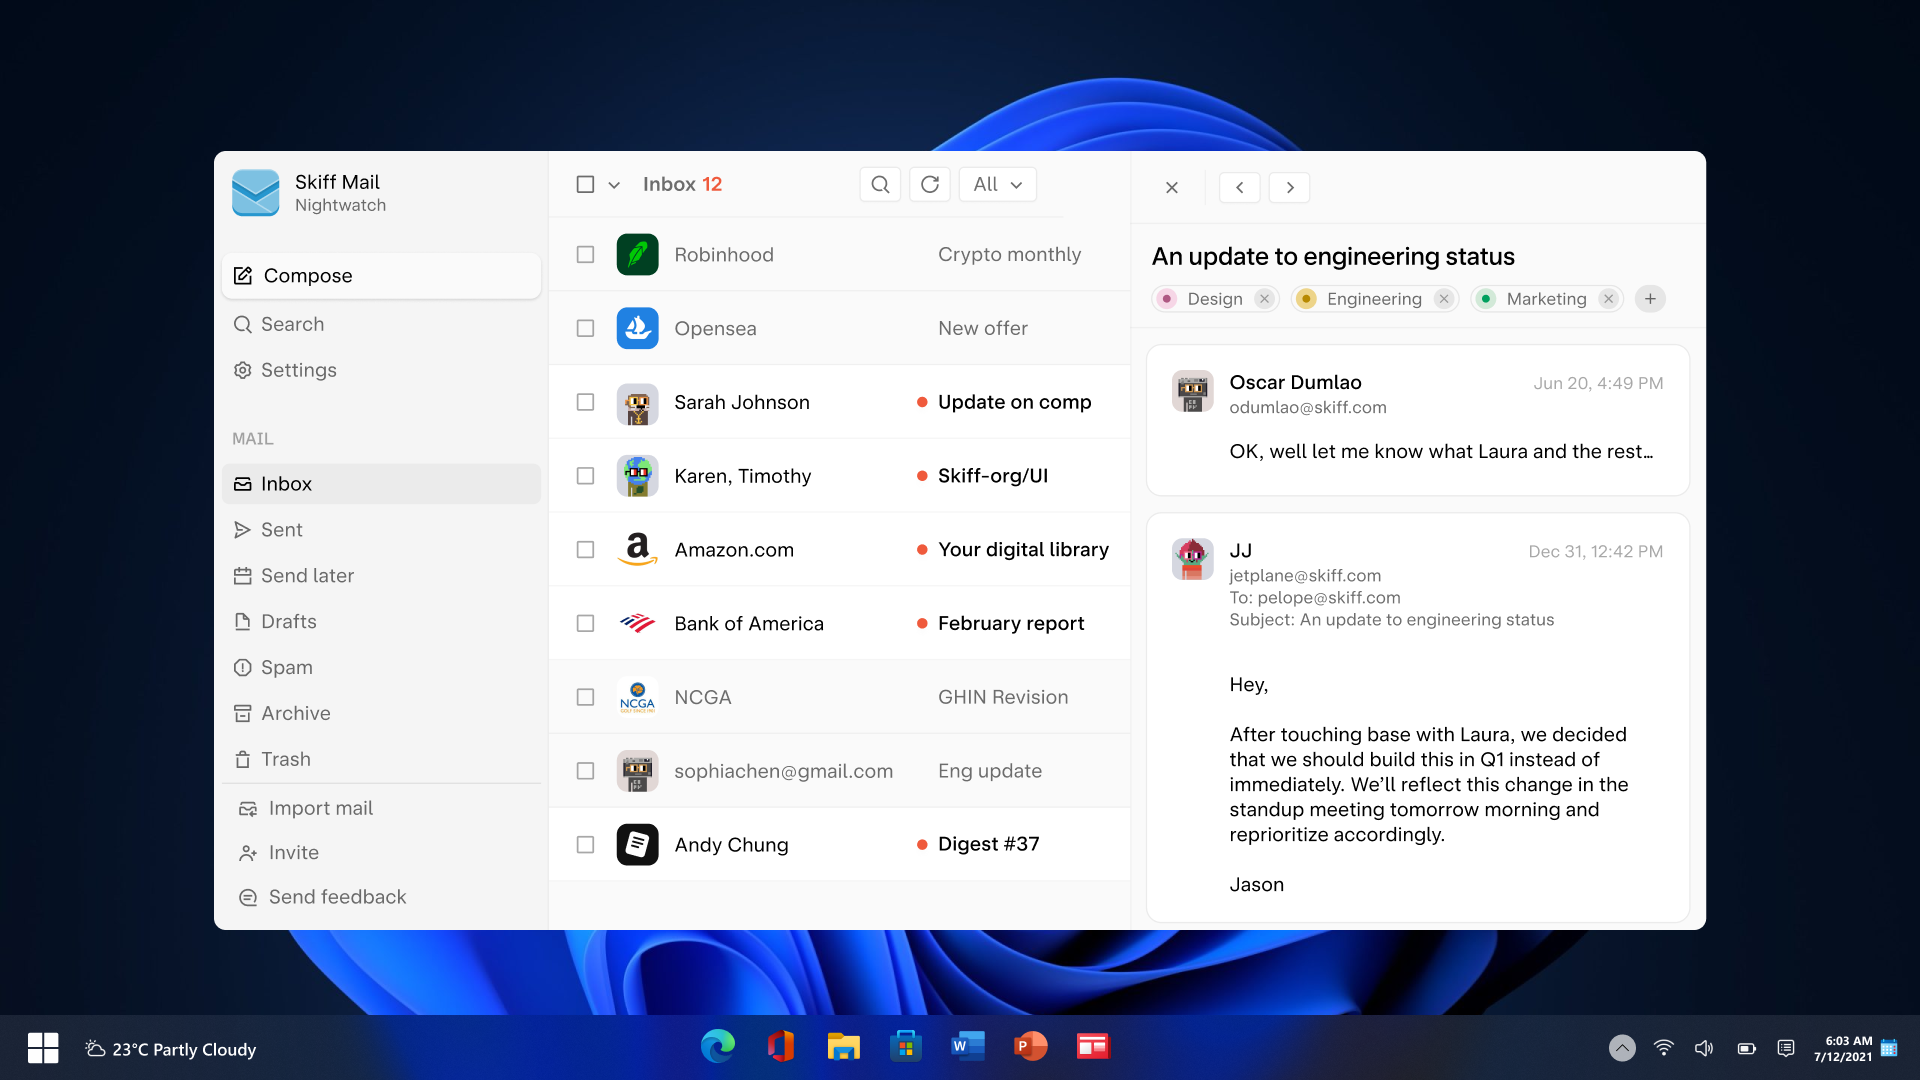 Skiff Mail
Nightwatch
Compose
Search
Settings
MAIL
Inbox
Sent
Send later
Drafts
Spam
Archive
Trash
Import mail
Invite
Send feedback
Inbox 12
All
Robinhood Crypto monthly
Opensea New offer
Sarah Johnson Update on comp
Karen, Timothy Skiff-org/UI
a Amazon.com Your digital library
Bank of America February report
NCGA NCGA GHIN Revision
sophiachen@gmail.com Eng update
Andy Chung Digest #37
An update to engineering status
Design Engineering Marketing
Oscar Dumlao Jun 20, 4:49 PM
odumlao@skiff.com
OK, well let me know what Laura and the rest...
JJ Dec 31, 12:42 PM
jetplane@skiff.com
To: pelope@skiff.com
Subject: An update to engineering status
Hey,
After touching base with Laura, we decided
that we should build this in Q1 instead of
immediately. We’ll reflect this change in the
standup meeting tomorrow morning and
reprioritize accordingly.
Jason
23°C Partly Cloudy
W
P
6:03 AM
7/12/2021